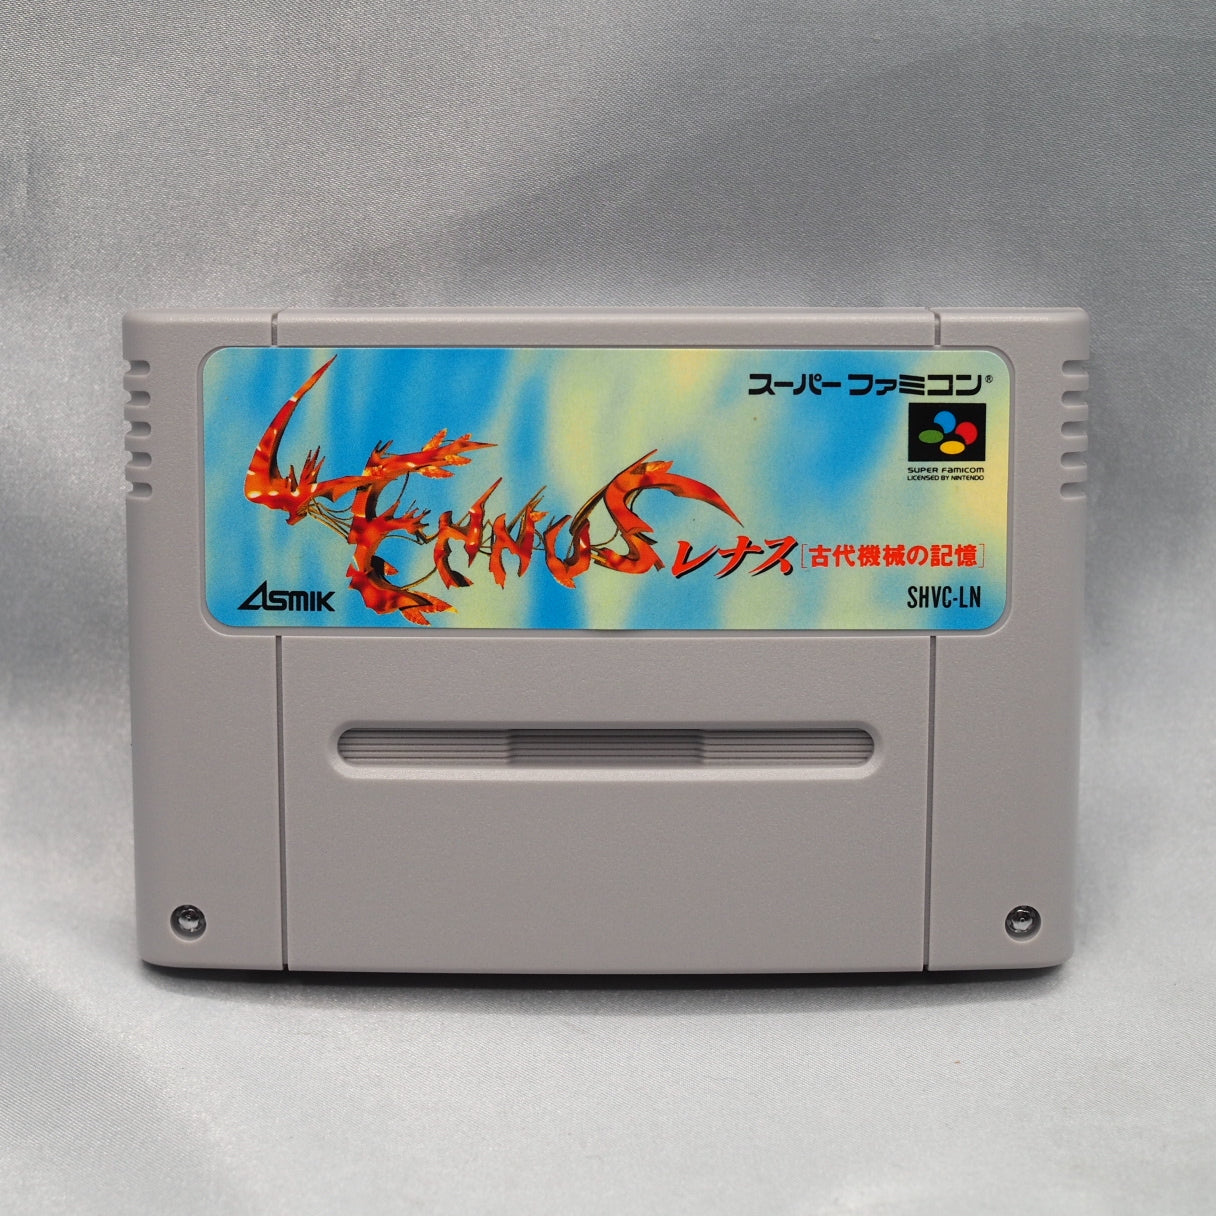 スーパーファミコン®
SUPER FAMICOM
LICENSED BY NINTENDO
LENNUS
レナス[古代機械の記憶]
ASMIK
SHVC-LN